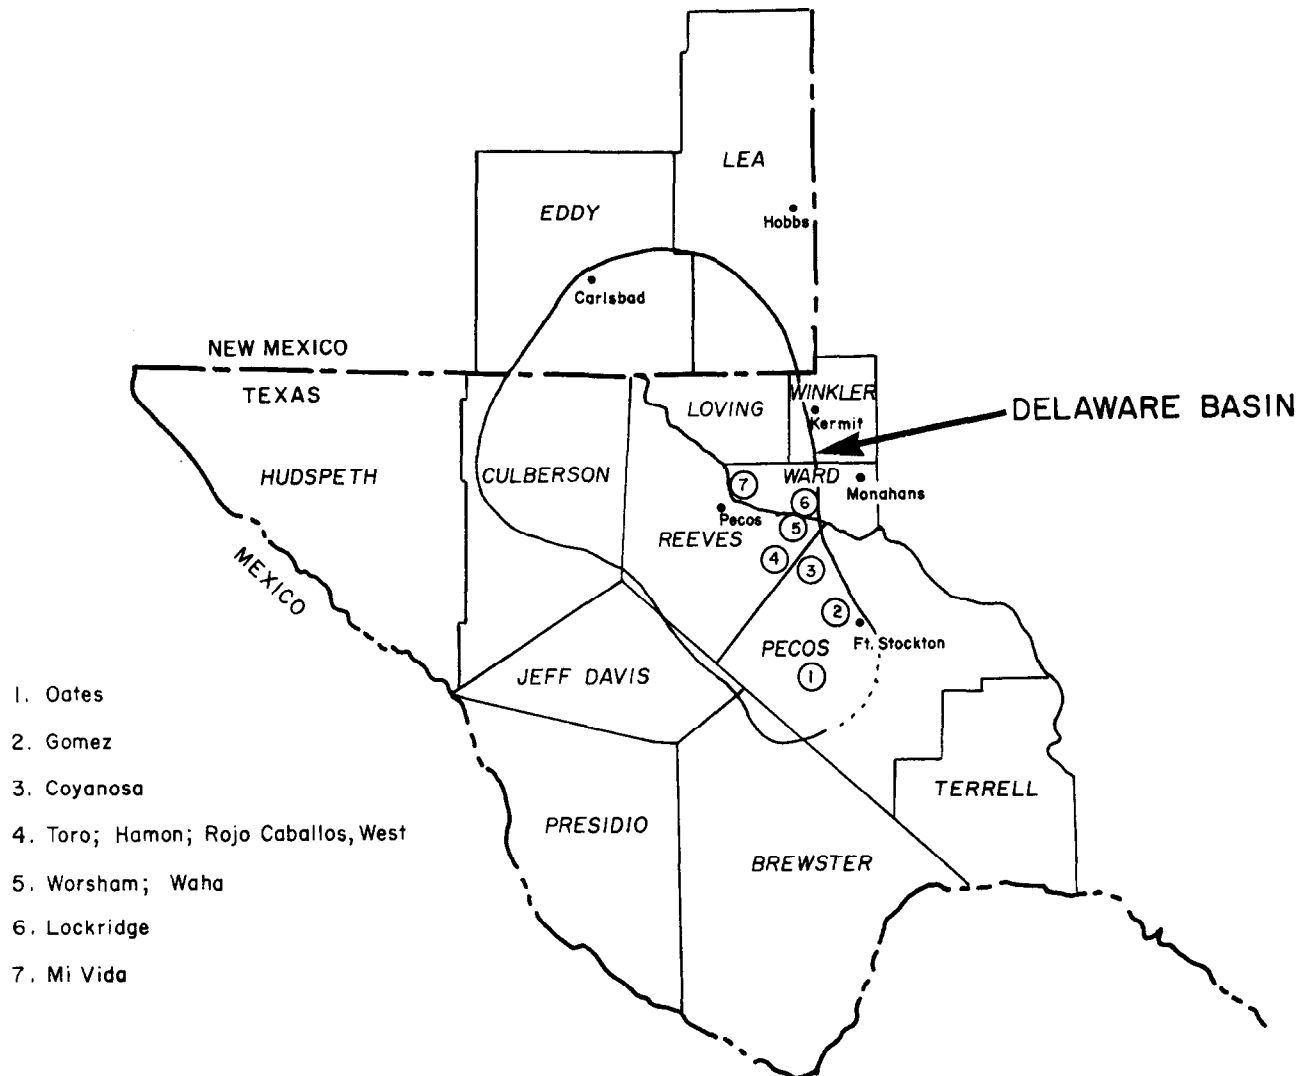 LEA
EDDY
Hobbs
Carlsbad
NEW MEXICO
TEXAS
LOVING
WINKLER
Kermit
DELAWARE BASIN
HUDSPETH
CULBERSON
WARD
7
Monahans
6
Pecos
5
REEVES
4
3
MEXICO
2
PECOS
Ft. Stockton
JEFF DAVIS
1
TERRELL
PRESIDIO
BREWSTER
1. Oates
2. Gomez
3. Coyanosa
4. Toro; Hamon; Rojo Caballos, West
5. Worsham; Waha
6. Lockridge
7. Mi Vida